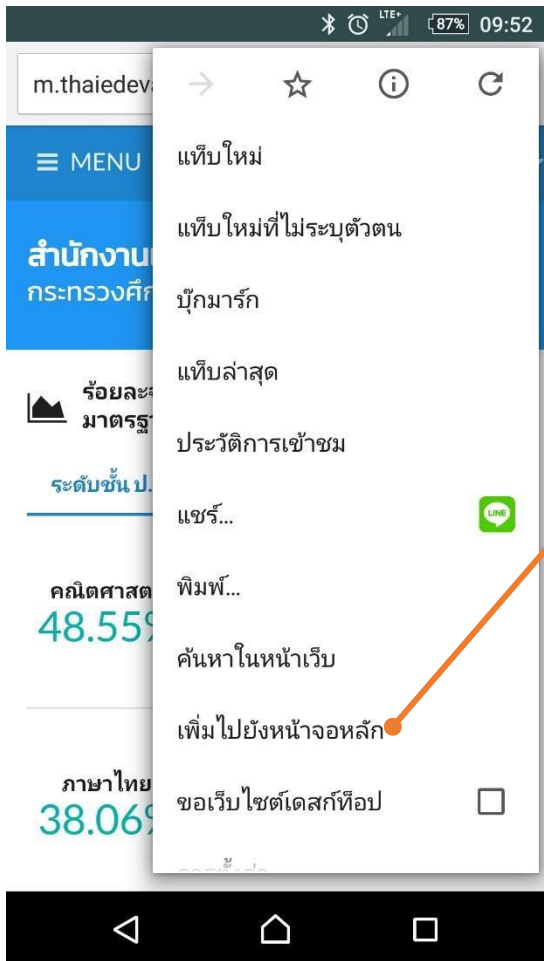 LTE+ 87% 09:52
m.thaiedev
MENU
สำนักงาน
กระทรวงศึก
ร้อยละ
มาตรฐา
ระดับชั้น ป.
คณิตศาสต
48.55%
ภาษาไทย
38.06%
แท็บใหม่
แท็บใหม่ที่ไม่ระบุตัวตน
บุ๊กมาร์ก
แท็บล่าสุด
ประวัติการเข้าชม
แชร์...
LINE
พิมพ์...
ค้นหาในหน้าเว็บ
เพิ่มไปยังหน้าจอหลัก
ขอเว็บไซต์เดสก์ท็อป